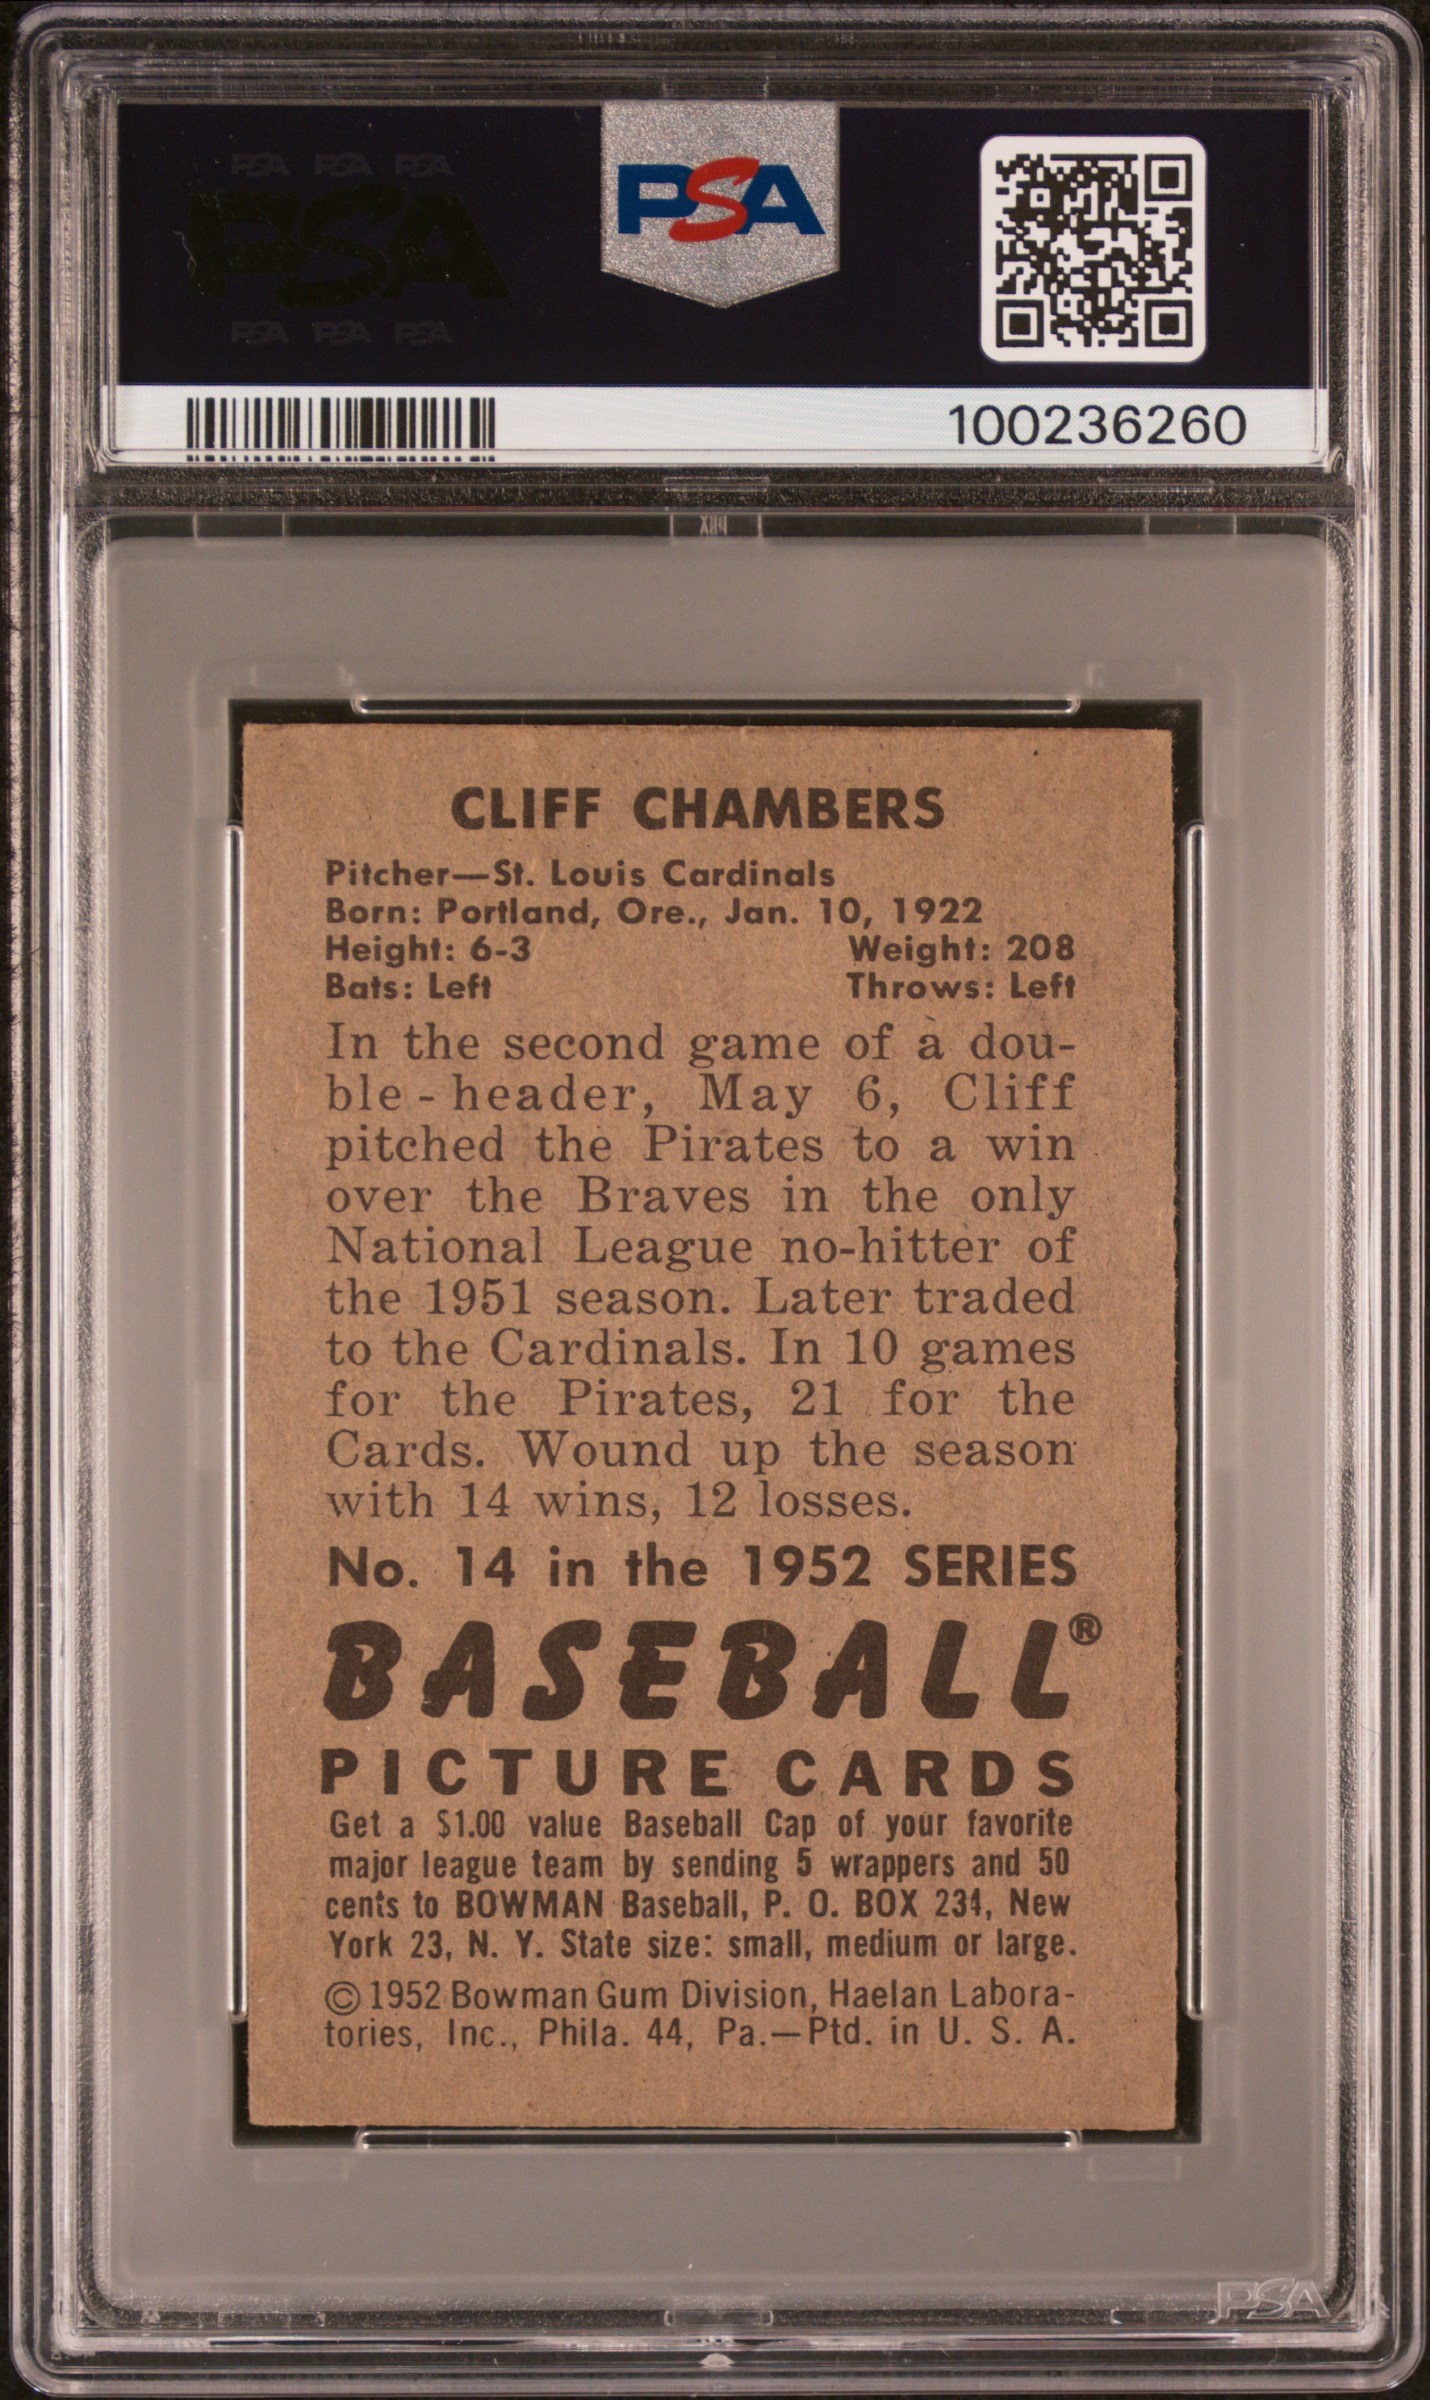 PSA PSA PSA
PSA
PSA PSA PSA
PSA
100236260
CLIFF CHAMBERS
Pitcher—St. Louis Cardinals
Born: Portland, Ore., Jan. 10, 1922
Height: 6-3 Weight: 208
Bats: Left Throws: Left
In the second game of a dou-
ble-header, May 6, Cliff
pitched the Pirates to a win
over the Braves in the only
National League no-hitter of
the 1951 season. Later traded
to the Cardinals. In 10 games
for the Pirates, 21 for the
Cards. Wound up the season
with 14 wins, 12 losses.
No. 14 in the 1952 SERIES
BASEBALL®
PICTURE CARDS
Get a $1.00 value Baseball Cap of your favorite
major league team by sending 5 wrappers and 50
cents to BOWMAN Baseball, P. O. BOX 234, New
York 23, N. Y. State size: small, medium or large.
© 1952 Bowman Gum Division, Haelan Labora-
tories, Inc., Phila. 44, Pa.—Ptd. in U. S. A.
PSA